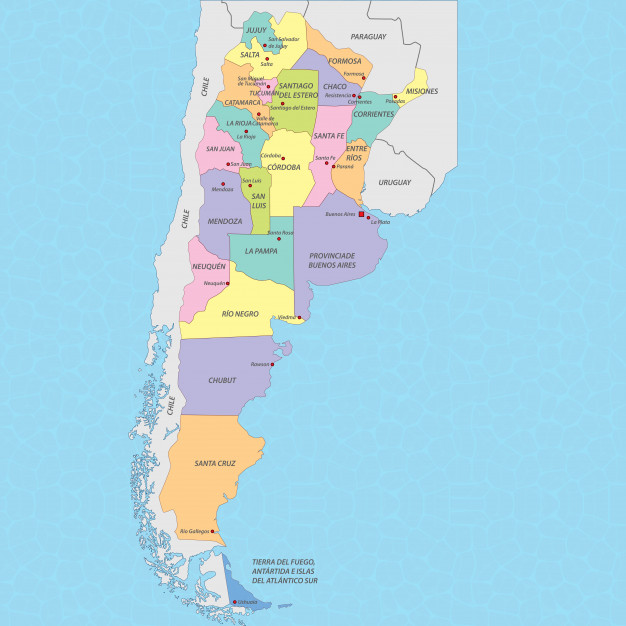 JUJUY
San Salvador
de Jujuy
PARAGUAY
SALTA
Salta
FORMOSA
Formosa
CHILE
San Miguel
de Tucumán
TUCUMÁN
SANTIAGO
DEL ESTERO
CHACO
Resistencia
Corrientes
MISIONES
Posadas
CATAMARCA
Santiago del Estero
Valle de
Catamarca
CORRIENTES
LA RIOJA
La Rioja
SANTA FE
SAN JUAN
San Juan
Córdoba
CÓRDOBA
Santa Fe
ENTRE
RÍOS
Paraná
URUGUAY
Mendoza
San Luis
SAN
LUIS
MENDOZA
CHILE
Buenos Aires
La Plata
Santa Rosa
LA PAMPA
PROVINCIADE
BUENOS AIRES
NEUQUÉN
Neuquén
RÍO NEGRO
Viedma
Rawson
CHUBUT
CHILE
SANTA CRUZ
Río Gallegos
TIERRA DEL FUEGO,
ANTÁRTIDA E ISLAS
DEL ATLÁNTICO SUR
Ushuaia